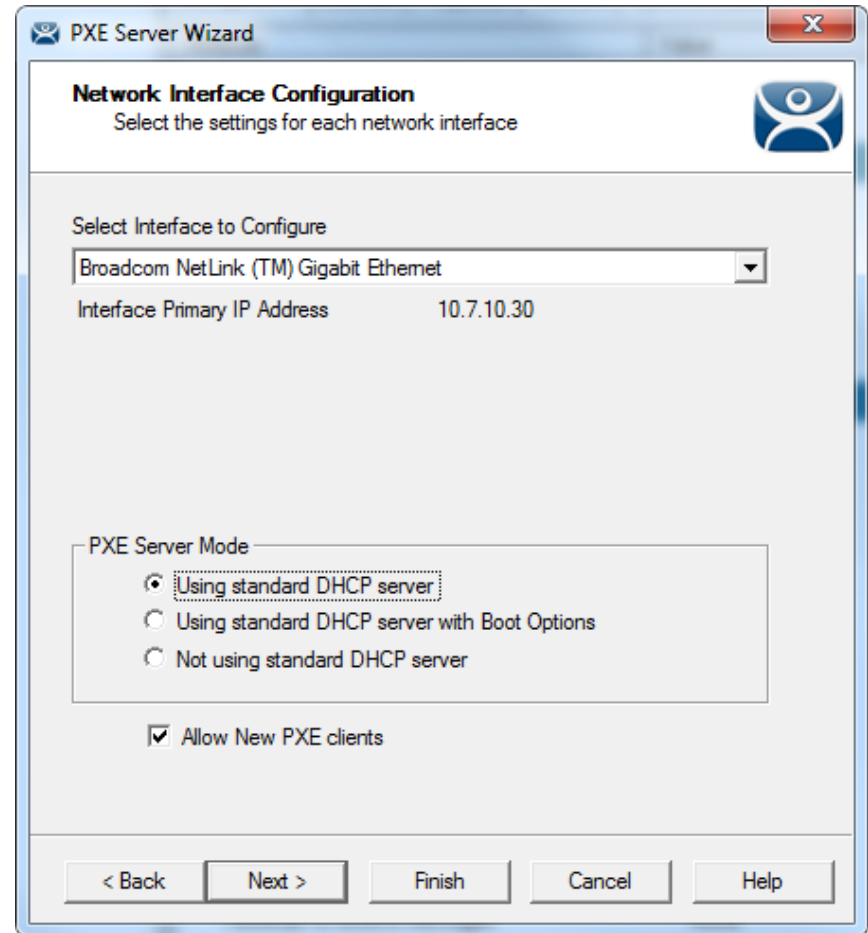 PXE Server Wizard
Network Interface Configuration
Select the settings for each network interface
Select Interface to Configure
Broadcom NetLink (TM) Gigabit Ethernet
Interface Primary IP Address 10.7.10.30
PXE Server Mode
Using standard DHCP server
Using standard DHCP server with Boot Options
Not using standard DHCP server
Allow New PXE clients
< Back Next > Finish Cancel Help